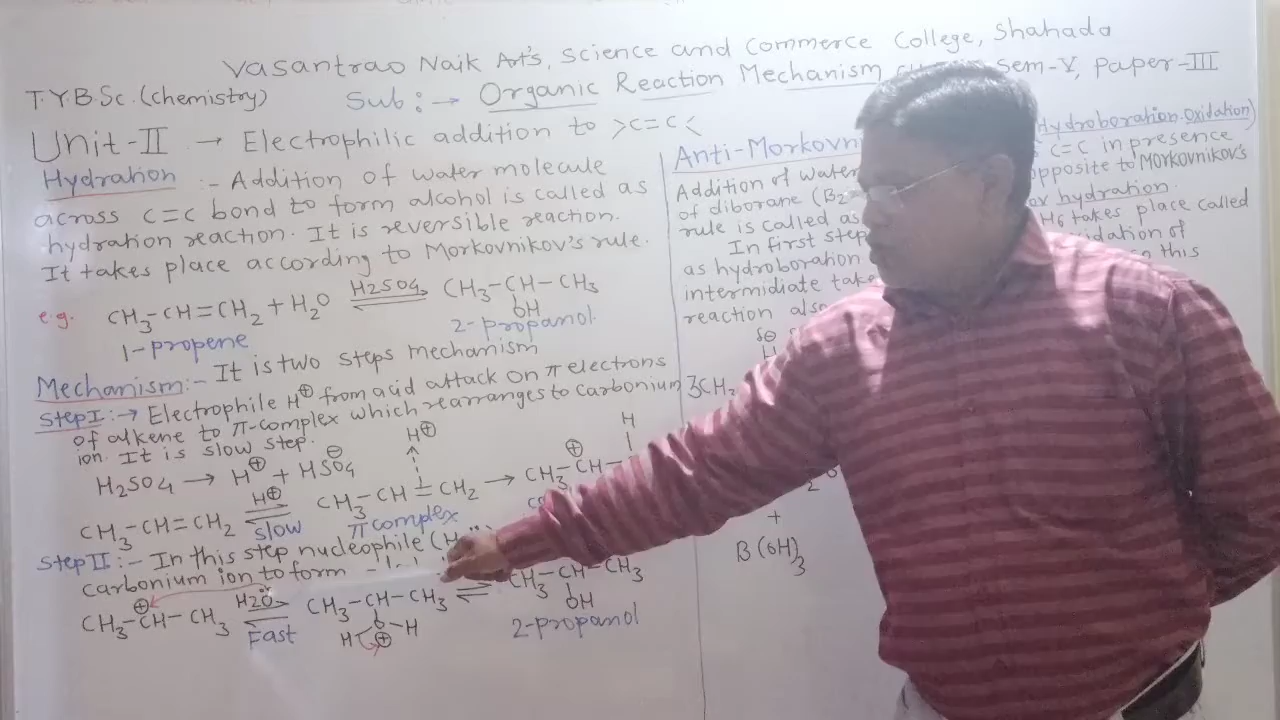 Vasantrao Naik Art's, Science and Commerce College, Shahada
T.Y.B.Sc. (Chemistry) Sub:→ Organic Reaction Mechanism Sem-V, Paper-III
Unit-II → Electrophilic addition to >C=C<
Hydration :- Addition of water molecule
across C=C bond to form alcohol is called as
hydration reaction. It is reversible reaction.
It takes place according to Morkovnikov's rule.
e.g. CH3-CH=CH2 + H2O ⇌ CH3-CH-CH3
H2SO4
OH
1-propene 2-propanol
Mechanism:- It is two steps mechanism
Step I:→ Electrophile H⊕ from acid attack on π electrons
of alkene to π-complex which rearranges to carbonium
ion. It is slow step.
H2SO4 → H⊕ + HSO4⊖
H⊕
CH3-CH=CH2 ⇌ CH3-CH=CH2 → CH3-CH-
H⊕ ⊕ H
slow π complex
Step II:- In this step nucleophile (H
carbonium ion to form
CH3-CH-CH3 ⇌ CH3-CH-CH3 ⇌ CH3-CH-CH3
⊕ H2Ö O-H OH
Fast H ⊕ 2-propanol
Anti-Morkovn Hydroboration Oxidation)
Addition of water C=C in presence
of diborane (B2 opposite to Morkovnikov's
rule is called as hydration.
In first step H6 takes place called
as hydroboration oxidation of
intermidiate this
reaction also
δ⊖
H
3CH2
+
B(OH)3